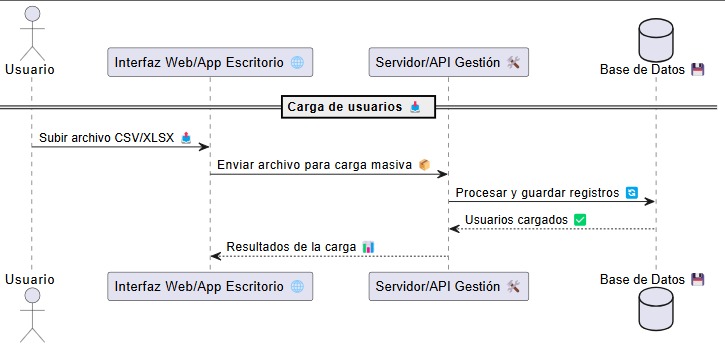 Usuario
Interfaz Web/App Escritorio 🌐
Servidor/API Gestión 🛠️
Base de Datos 💾
Carga de usuarios 📥
Subir archivo CSV/XLSX 📥
Enviar archivo para carga masiva 📦
Procesar y guardar registros 🔄
Usuarios cargados ✅
Resultados de la carga 📊
Usuario
Interfaz Web/App Escritorio 🌐
Servidor/API Gestión 🛠️
Base de Datos 💾